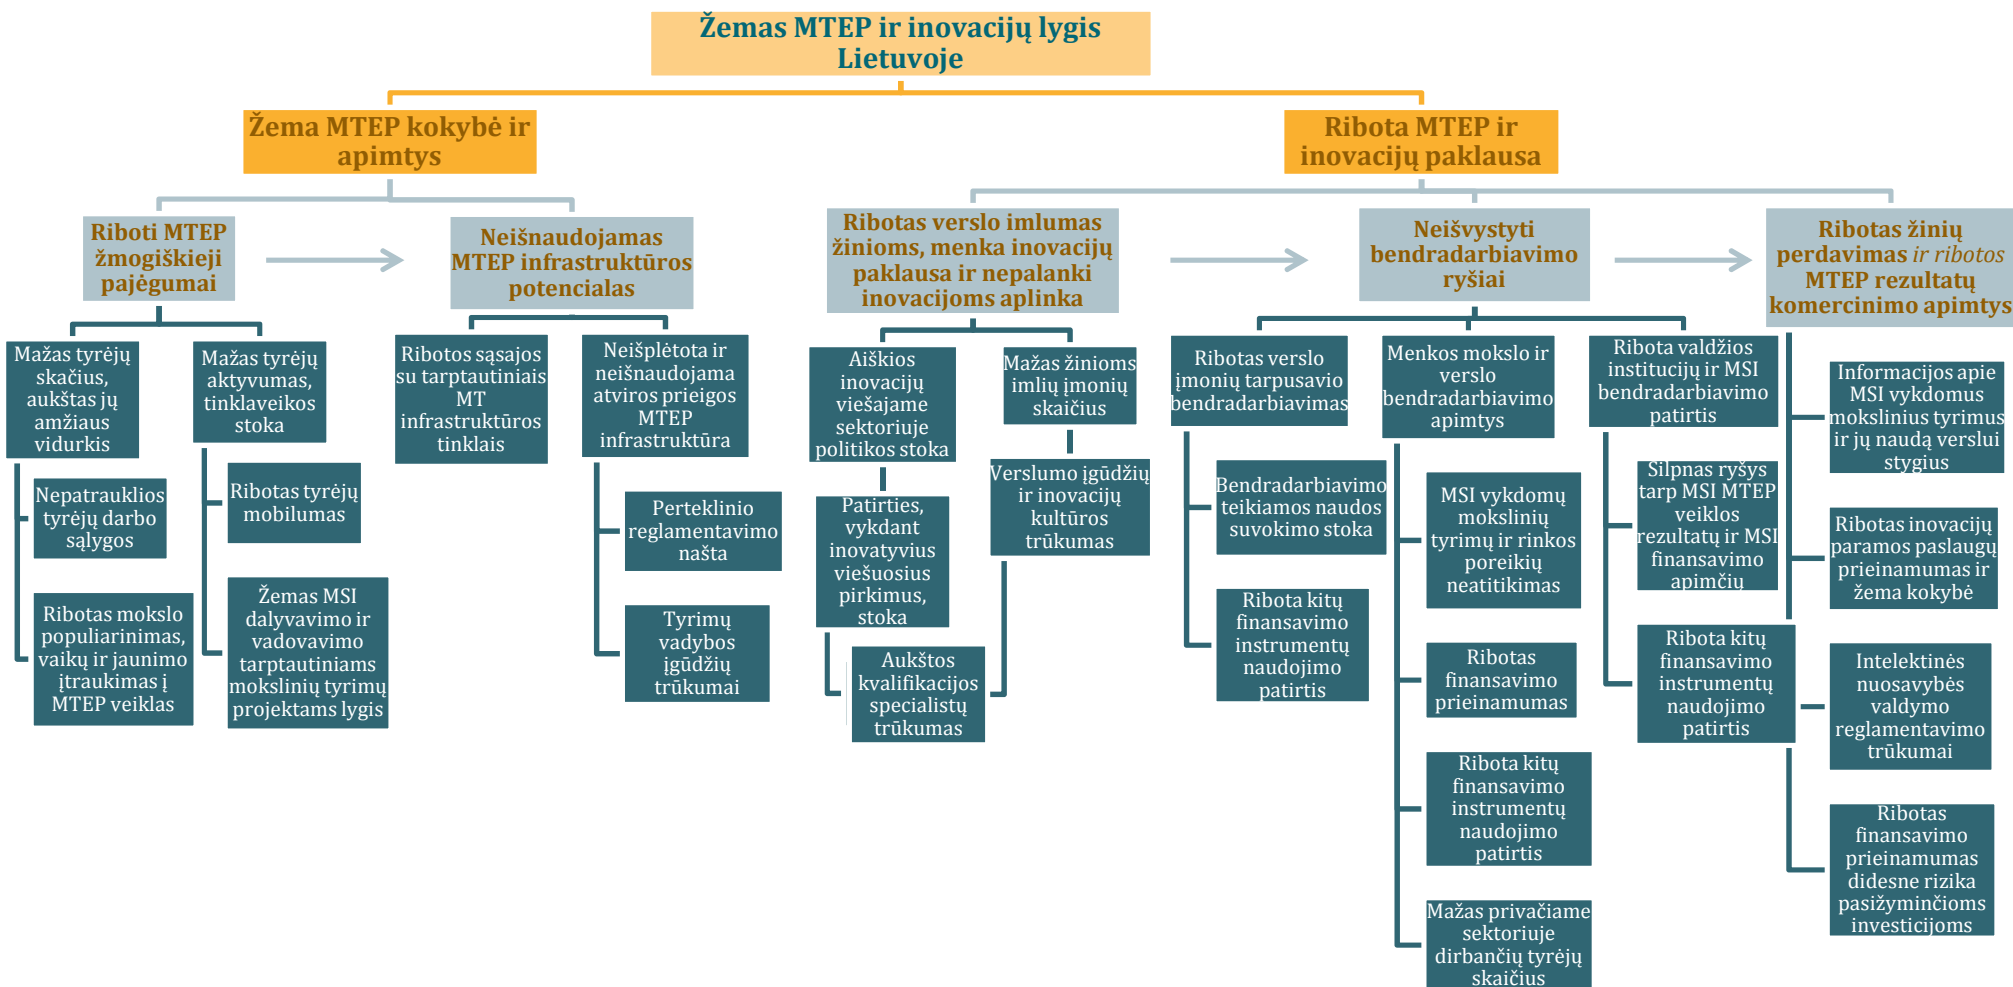 Žemas MTEP ir inovacijų lygis
Lietuvoje
Žema MTEP kokybė ir
apimtys
Ribota MTEP ir
inovacijų paklausa
Riboti MTEP
žmogiškieji
pajėgumai
Neišnaudojamas
MTEP infrastruktūros
potencialas
Ribotas verslo imlumas
žinioms, menka inovacijų
paklausa ir nepalanki
inovacijoms aplinka
Neišvystyti
bendradarbiavimo
ryšiai
Ribotas žinių
perdavimas ir ribotos
MTEP rezultatų
komercinimo apimtys
Mažas tyrėjų
skačius,
aukštas jų
amžiaus
vidurkis
Nepatrauklios
tyrėjų darbo
sąlygos
Ribotas mokslo
populiarinimas,
vaikų ir jaunimo
įtraukimas į
MTEP veiklas
Mažas tyrėjų
aktyvumas,
tinklaveikos
stoka
Ribotas tyrėjų
mobilumas
Žemas MSI
dalyvavimo ir
vadovavimo
tarptautiniams
mokslinių tyrimų
projektams lygis
Ribotos sąsajos
su tarptautiniais
MT
infrastruktūros
tinklais
Neišplėtota ir
neišnaudojama
atviros prieigos
MTEP
infrastruktūra
Perteklinio
reglamentavimo
našta
Tyrimų
vadybos
įgūdžių
trūkumai
Aiškios
inovacijų
viešajame
sektoriuje
politikos stoka
Patirties,
vykdant
inovatyvius
viešuosius
pirkimus,
stoka
Aukštos
kvalifikacijos
specialistų
trūkumas
Mažas žinioms
imlių įmonių
skaičius
Verslumo įgūdžių
ir inovacijų
kultūros
trūkumas
Ribotas verslo
įmonių tarpusavio
bendradarbiavimas
Bendradarbiavimo
teikiamos naudos
suvokimo stoka
Ribota kitų
finansavimo
instrumentų
naudojimo
patirtis
Menkos mokslo ir
verslo
bendradarbiavimo
apimtys
MSI vykdomų
mokslinių
tyrimų ir rinkos
poreikių
neatitikimas
Ribotas
finansavimo
prieinamumas
Ribota kitų
finansavimo
instrumentų
naudojimo
patirtis
Mažas privačiame
sektoriuje
dirbančių tyrėjų
skaičius
Ribota valdžios
institucijų ir MSI
bendradarbiavimo
patirtis
Silpnas ryšys
tarp MSI MTEP
veiklos
rezultatų ir MSI
finansavimo
apimčių
Ribota kitų
finansavimo
instrumentų
naudojimo
patirtis
Informacijos apie
MSI vykdomus
mokslinius tyrimus
ir jų naudą verslui
stygius
Ribotas inovacijų
paramos paslaugų
prieinamumas ir
žema kokybė
Intelektinės
nuosavybės
valdymo
reglamentavimo
trūkumai
Ribotas
finansavimo
prieinamumas
didesne rizika
pasižyminčioms
investicijoms